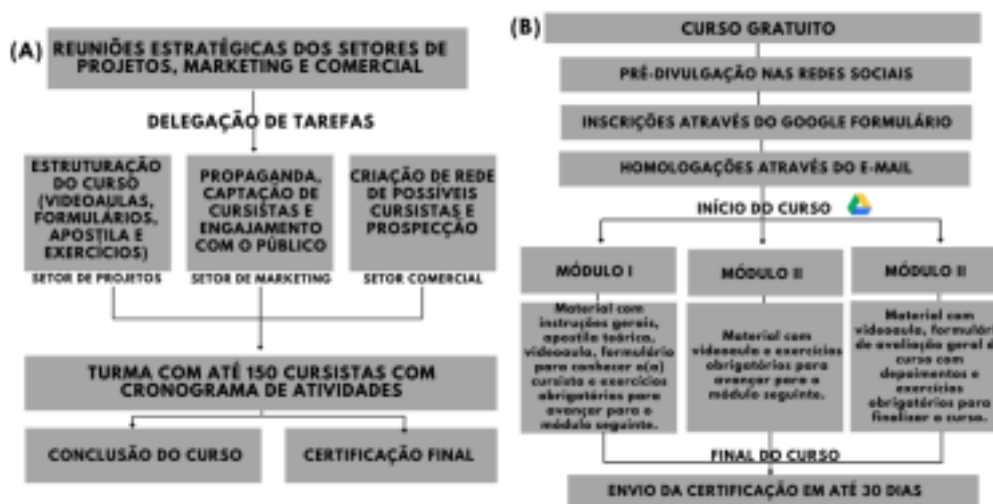 (A)
REUNIÕES ESTRATÉGICAS DOS SETORES DE
PROJETOS, MARKETING E COMERCIAL
DELEGAÇÃO DE TAREFAS
ESTRUTURAÇÃO
DO CURSO
(VIDEOAULAS,
FORMULÁRIOS,
APOSTILA E
EXERCÍCIOS)
SETOR DE PROJETOS
PROPAGANDA,
CAPTAÇÃO DE
CURSISTAS E
ENGAJAMENTO
COM O PÚBLICO
SETOR DE MARKETING
CRIAÇÃO DE REDE
DE POSSÍVEIS
CURSISTAS E
PROSPECÇÃO
SETOR COMERCIAL
TURMA COM ATÉ 150 CURSISTAS COM
CRONOGRAMA DE ATIVIDADES
CONCLUSÃO DO CURSO
CERTIFICAÇÃO FINAL
(B)
CURSO GRATUITO
PRÉ-DIVULGAÇÃO NAS REDES SOCIAIS
INSCRIÇÕES ATRAVÉS DO GOOGLE FORMULÁRIO
HOMOLOGAÇÕES ATRAVÉS DO E-MAIL
INÍCIO DO CURSO
MÓDULO I
Material com
instruções gerais,
apostila teórica,
videoaula, formulário
para conhecer o(a)
cursista e exercícios
obrigatórios para
avançar para o
módulo seguinte.
MÓDULO II
Material com
videoaula e exercícios
obrigatórios para
avançar para o
módulo seguinte.
MÓDULO II
Material com
videoaula, formulário
de avaliação geral d
curso com
depoimentos e
exercícios
obrigatórios para
finalizar o curso.
FINAL DO CURSO
ENVIO DA CERTIFICAÇÃO EM ATÉ 30 DIAS